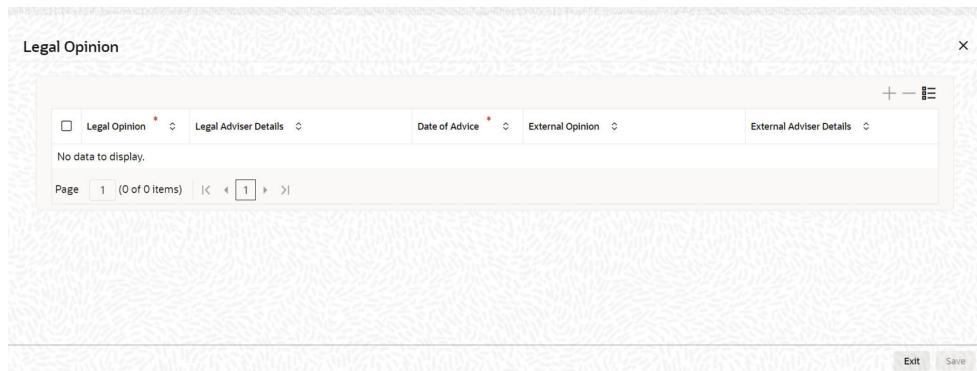 Legal Opinion
Legal Opinion * Legal Adviser Details Date of Advice * External Opinion External Adviser Details
No data to display.
Page 1 (0 of 0 items) 1
Exit Save